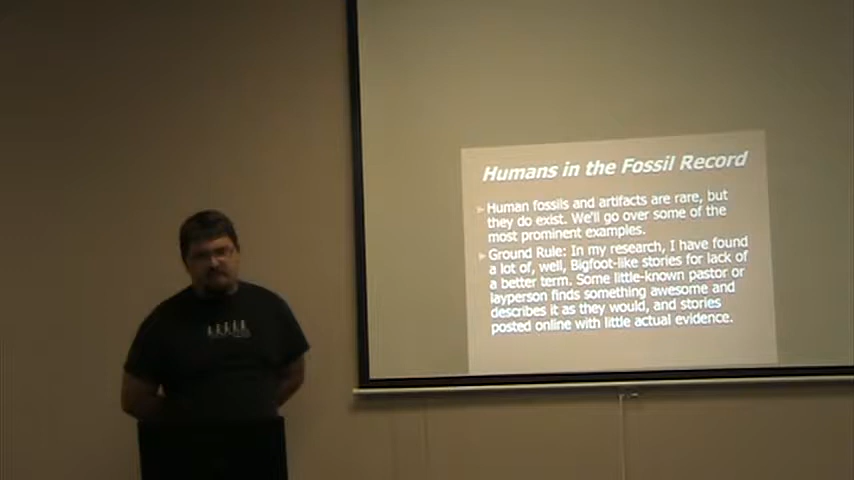 Humans in the Fossil Record
Human fossils and artifacts are rare, but
they do exist. We'll go over some of the
most prominent examples.
Ground Rule: In my research, I have found
a lot of, well, Bigfoot-like stories for lack of
a better term. Some little-known pastor or
layperson finds something awesome and
describes it as they would, and stories
posted online with little actual evidence.